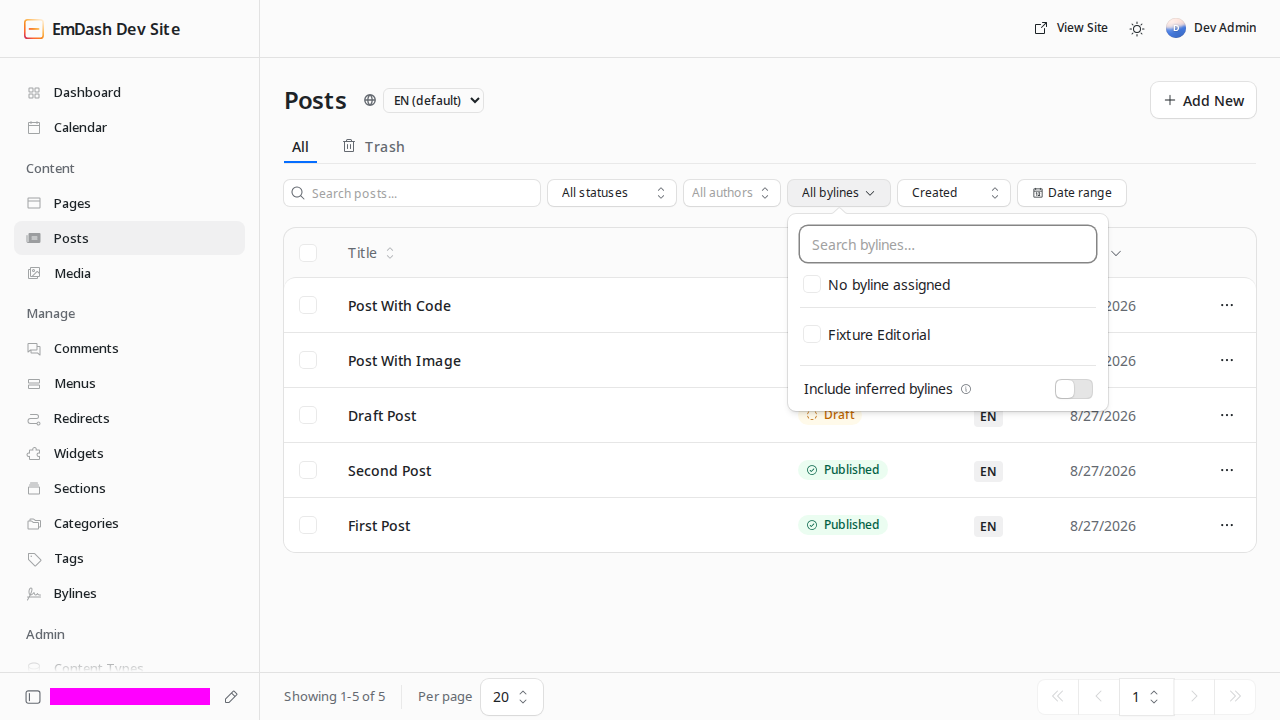 EmDash Dev Site
View Site
Dev Admin
Dashboard
Calendar
Content
Pages
Posts
Media
Manage
Comments
Menus
Redirects
Widgets
Sections
Categories
Tags
Bylines
Admin
Content Types
Posts
EN (default)
Add New
All
Trash
Search posts...
All statuses
All authors
All bylines
Created
Date range
Search bylines...
No byline assigned
Fixture Editorial
Include inferred bylines
Title
Post With Code
2026
Post With Image
2026
Draft Post
Draft
EN
8/27/2026
Second Post
Published
EN
8/27/2026
First Post
Published
EN
8/27/2026
Showing 1-5 of 5
Per page
20
1